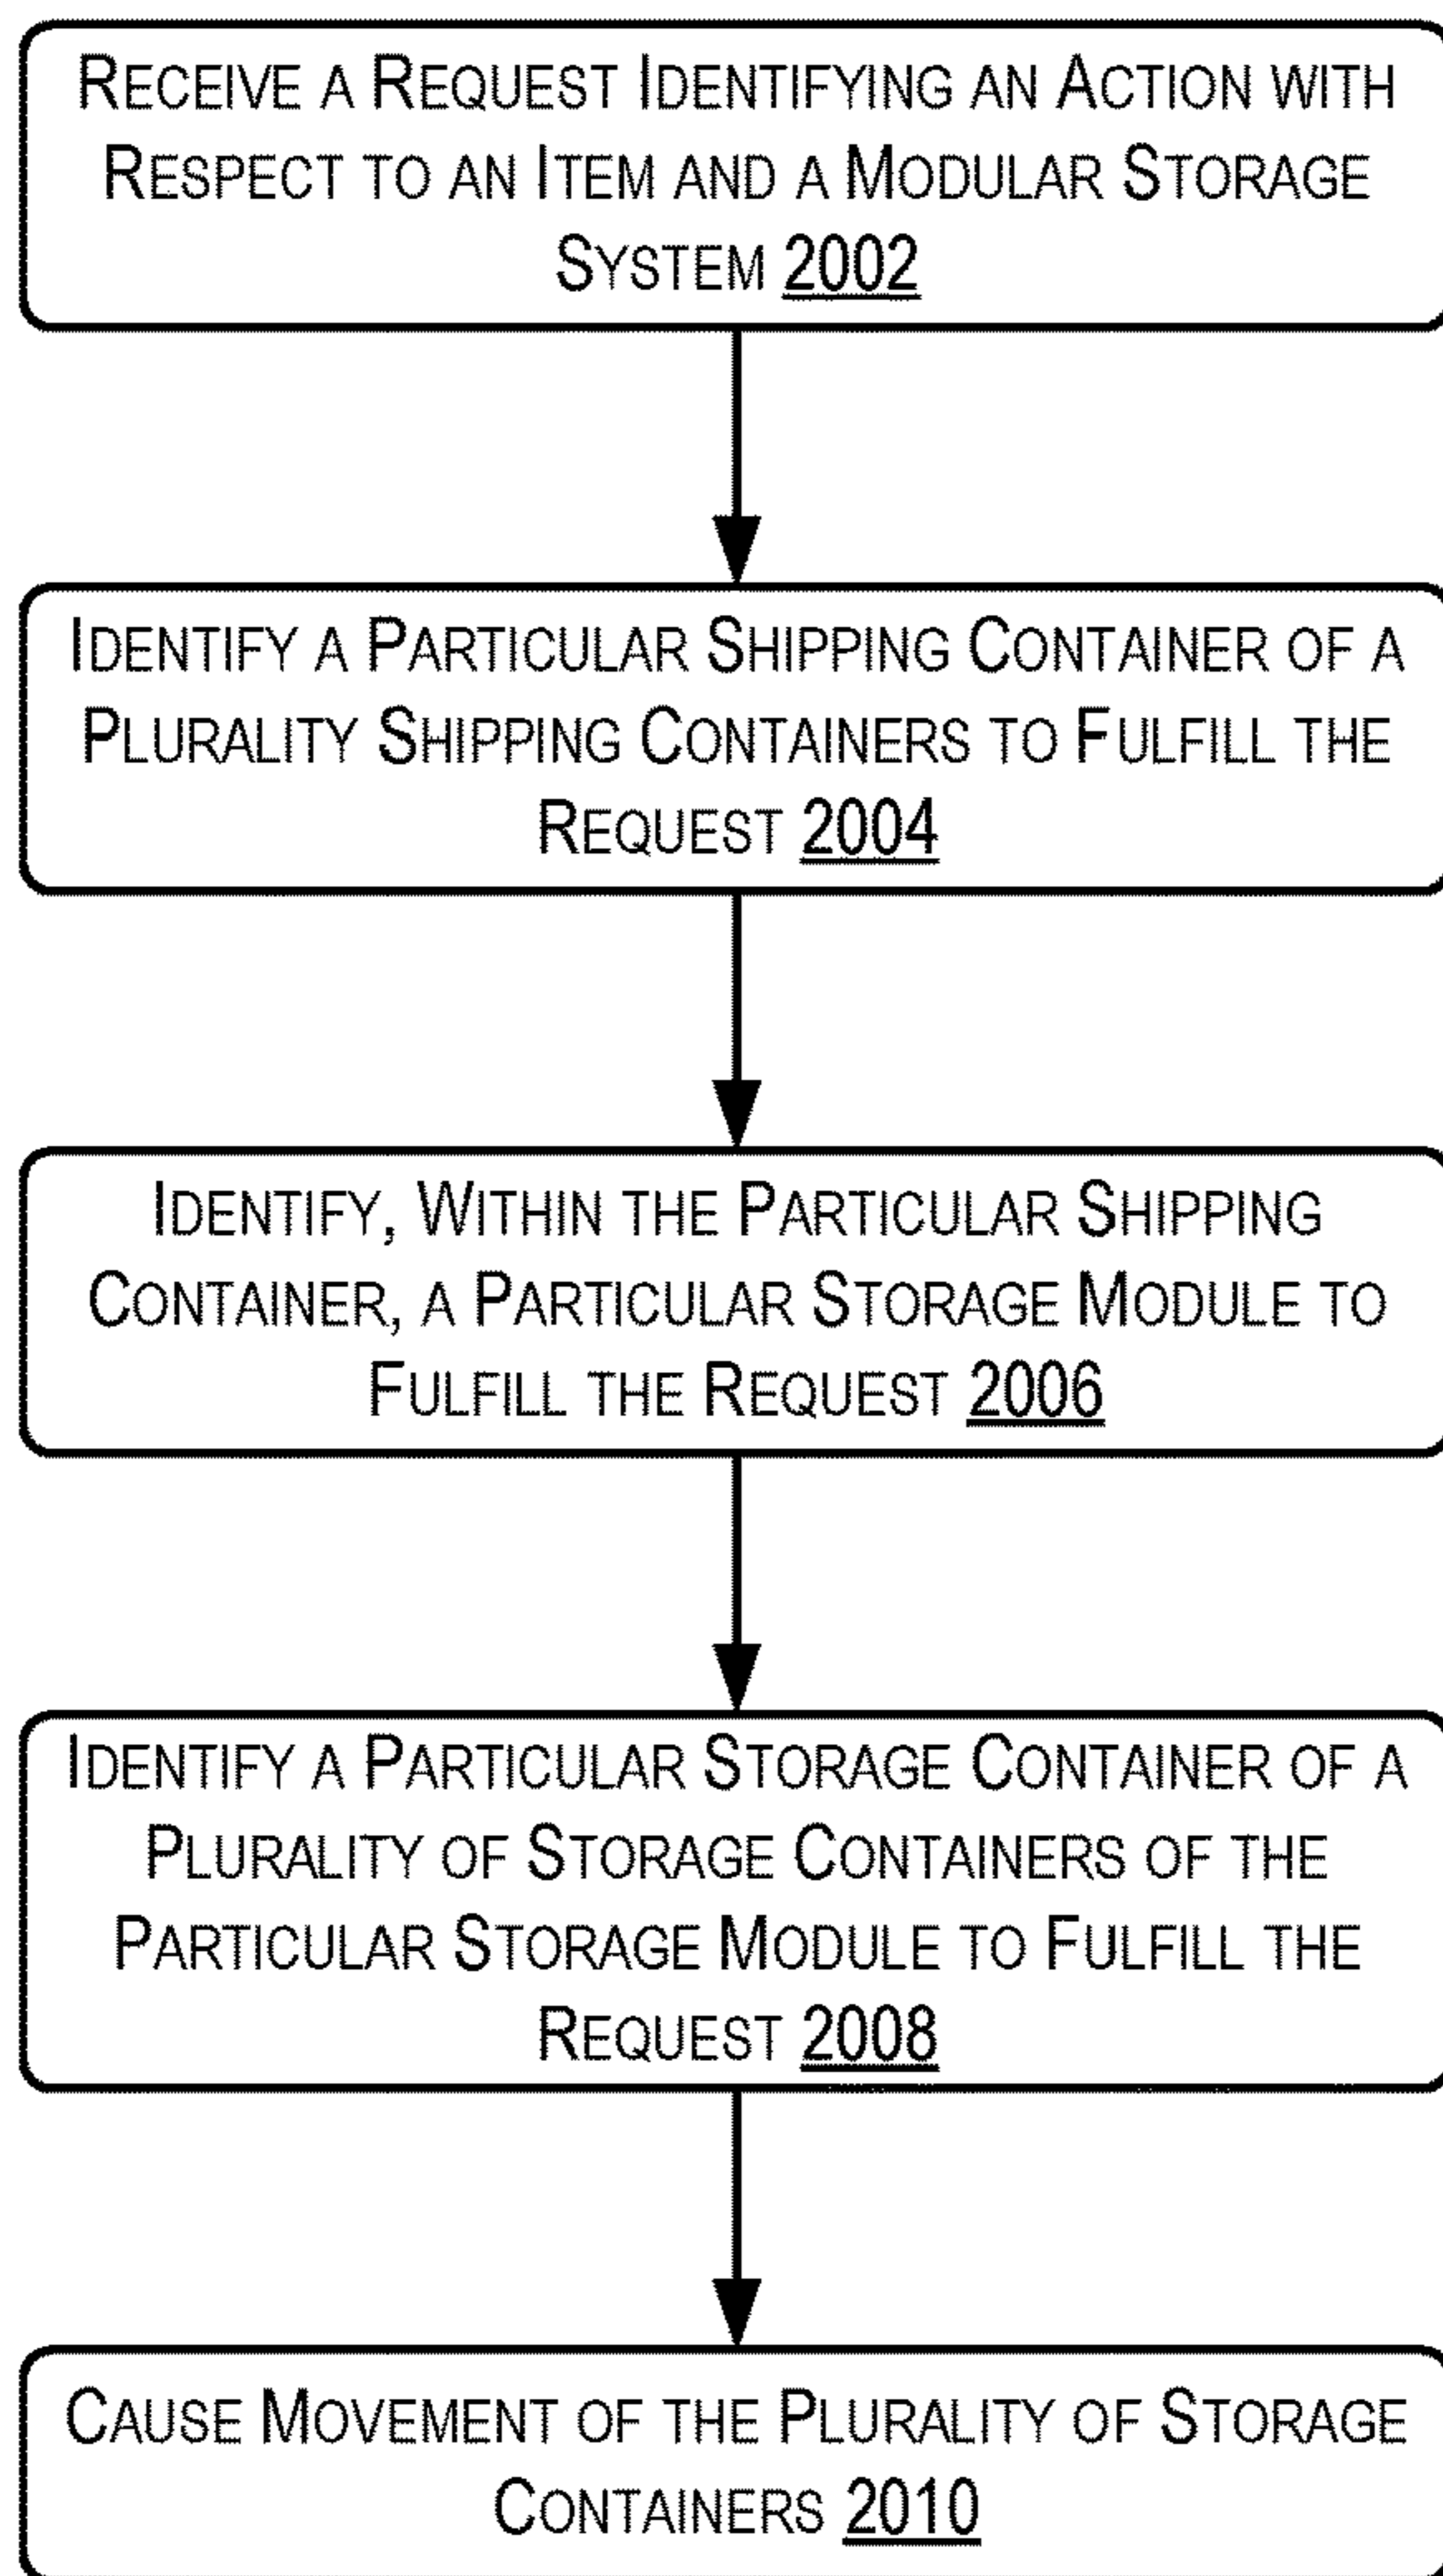 Receive a Request Identifying an Action with
Respect to an Item and a Modular Storage
System 2002
Identify a Particular Shipping Container of a
Plurality Shipping Containers to Fulfill the
Request 2004
Identify, Within the Particular Shipping
Container, a Particular Storage Module to
Fulfill the Request 2006
Identify a Particular Storage Container of a
Plurality of Storage Containers of the
Particular Storage Module to Fulfill the
Request 2008
Cause Movement of the Plurality of Storage
Containers 2010